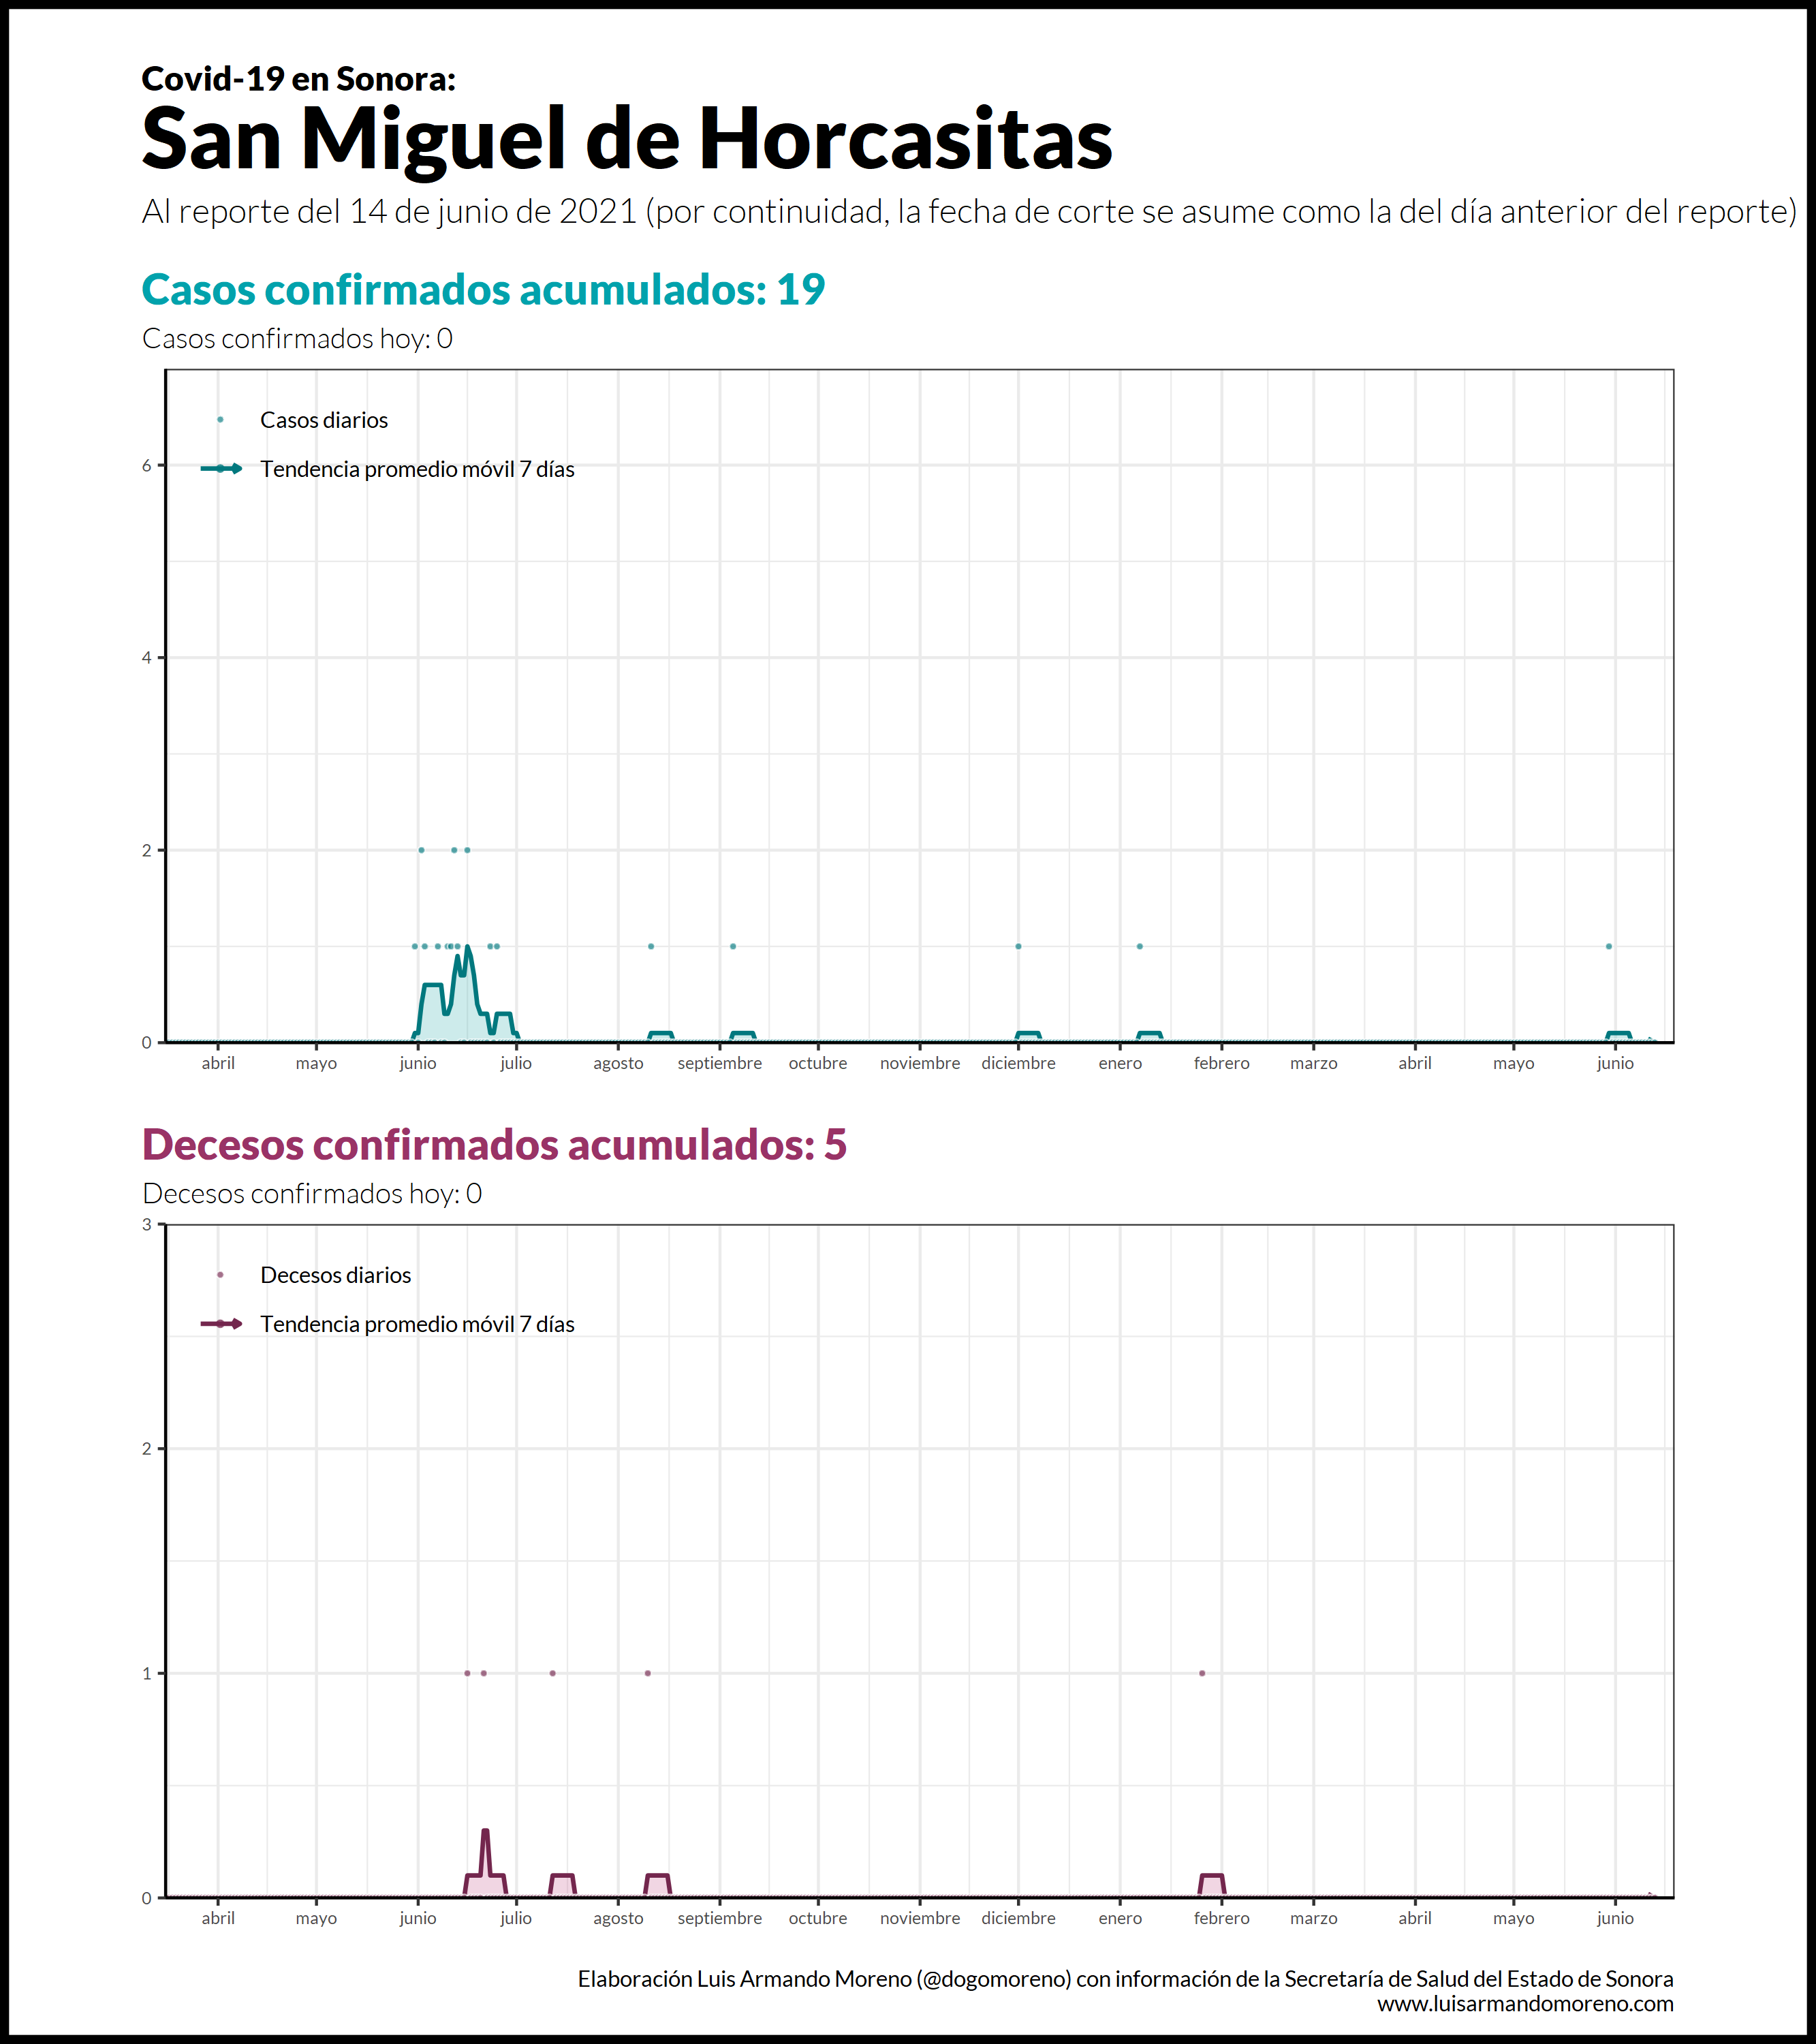 Covid-19 en Sonora:
San Miguel de Horcasitas
Al reporte del 14 de junio de 2021 (por continuidad, la fecha de corte se asume como la del día anterior del reporte)
Casos confirmados acumulados: 19
Casos confirmados hoy: 0
Casos diarios
Tendencia promedio móvil 7 días
6
4
2
0
abril mayo junio julio agosto septiembre octubre noviembre diciembre enero febrero marzo abril mayo junio
Decesos confirmados acumulados: 5
Decesos confirmados hoy: 0
3
Decesos diarios
Tendencia promedio móvil 7 días
2
1
0
abril mayo junio julio agosto septiembre octubre noviembre diciembre enero febrero marzo abril mayo junio
Elaboración Luis Armando Moreno (@dogomoreno) con información de la Secretaría de Salud del Estado de Sonora
www.luisarmandomoreno.com